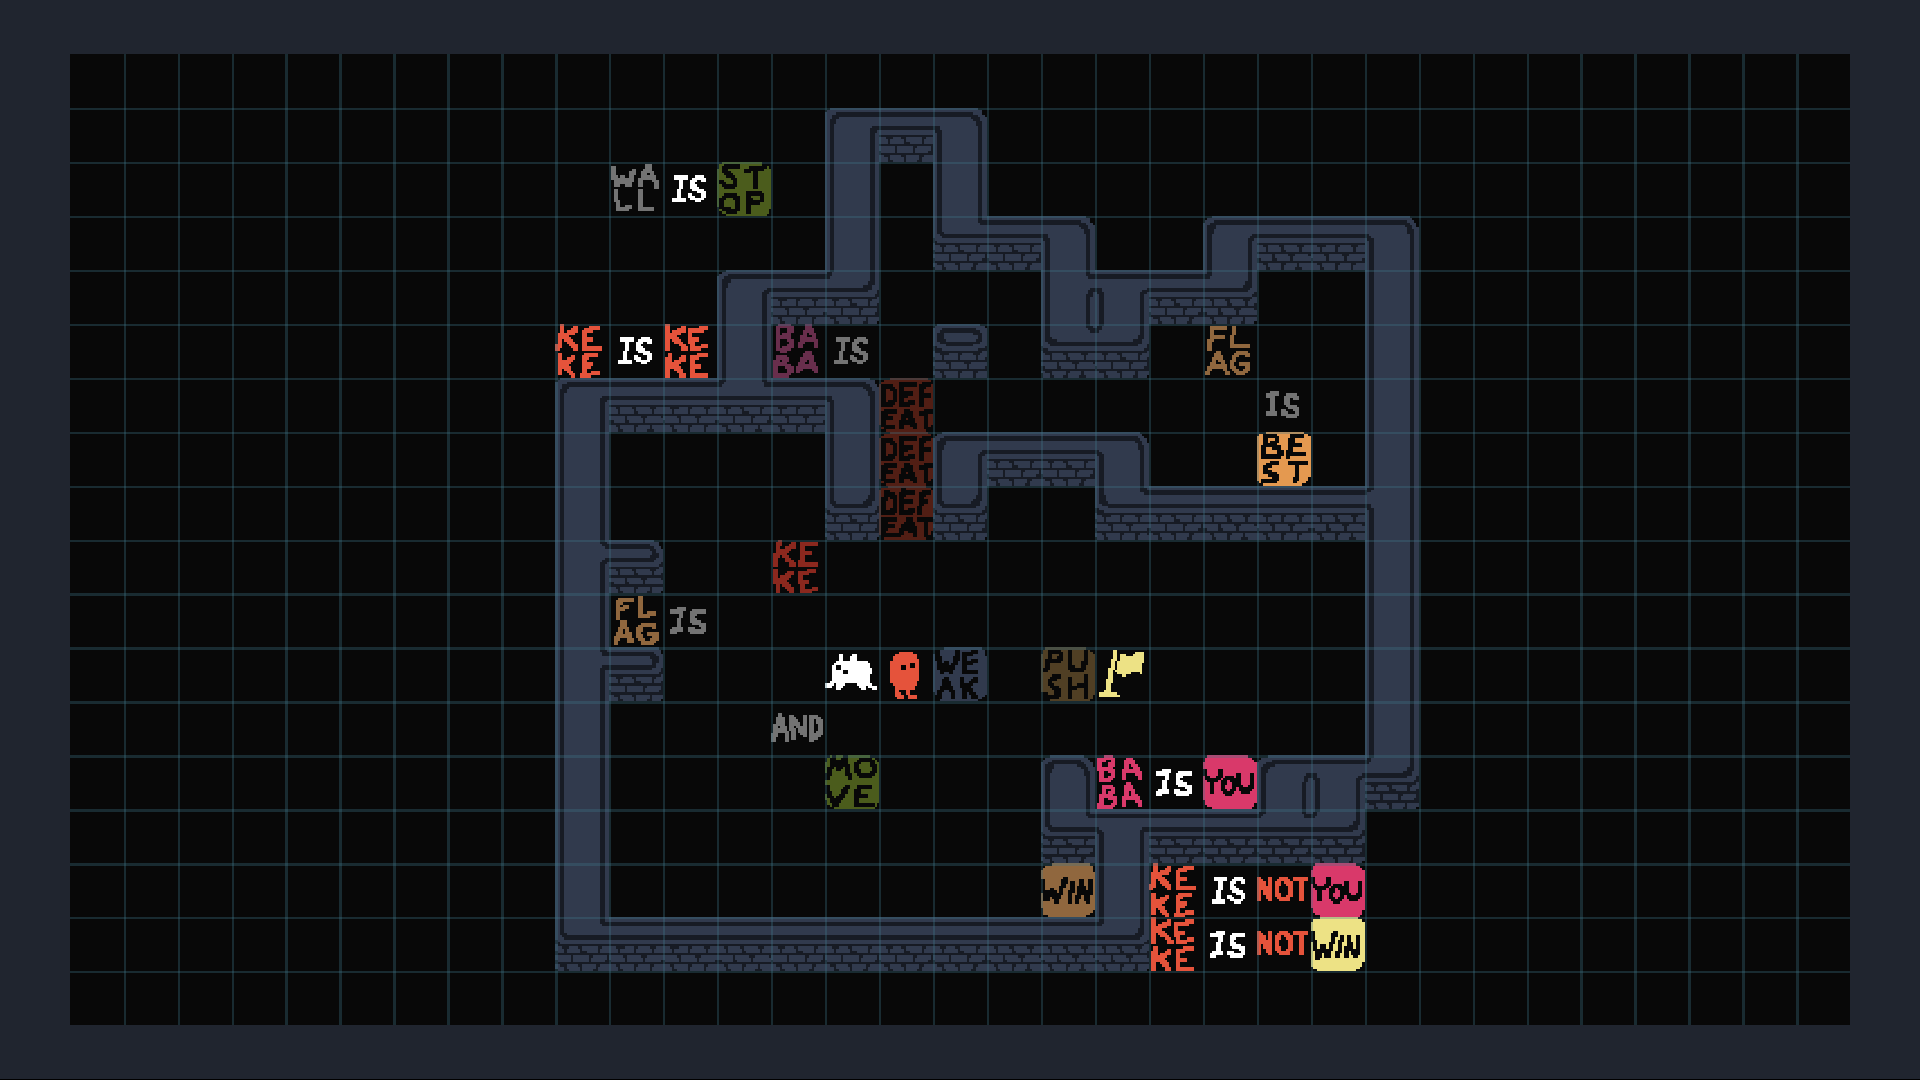 WALL IS STOP
KEKE IS KEKE BABA IS FLAG
DEFEAT IS
DEFEAT BEST
DEFEAT
KEKE
FLAG IS
WEAK PUSH
AND
MOVE BABA IS YOU
WIN KEKE IS NOT YOU
KEKE IS NOT WIN